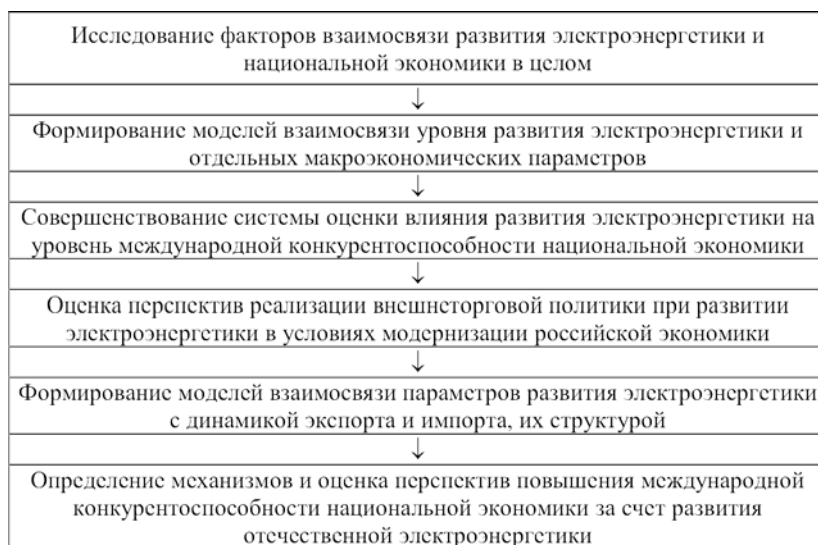 Исследование факторов взаимосвязи развития электроэнергетики и
национальной экономики в целом
↓
Формирование моделей взаимосвязи уровня развития электроэнергетики и
отдельных макроэкономических параметров
↓
Совершенствование системы оценки влияния развития электроэнергетики на
уровень международной конкурентоспособности национальной экономики
↓
Оценка перспектив реализации внешнеторговой политики при развитии
электроэнергетики в условиях модернизации российской экономики
↓
Формирование моделей взаимосвязи параметров развития электроэнергетики
с динамикой экспорта и импорта, их структурой
↓
Определение механизмов и оценка перспектив повышения международной
конкурентоспособности национальной экономики за счет развития
отечественной электроэнергетики